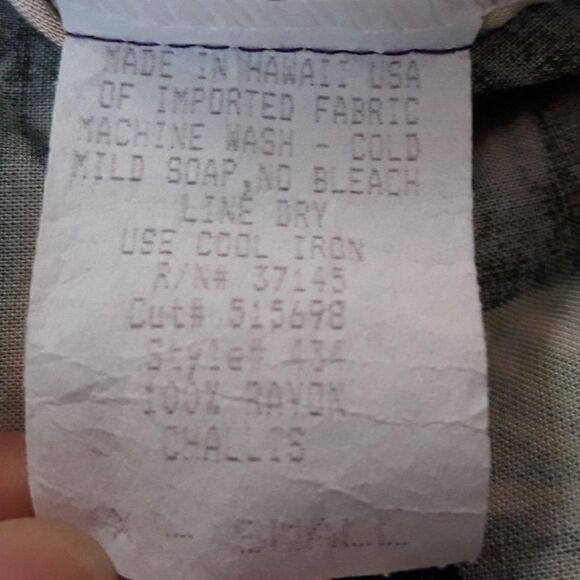 MADE IN HAWAII USA
OF IMPORTED FABRIC
MACHINE WASH - COLD
MILD SOAP, NO BLEACH
LINE DRY
USE COOL IRON
R/N# 37145
Cut# 515698
Style# 434
100% RAYON
CHALLIS
- SMALL